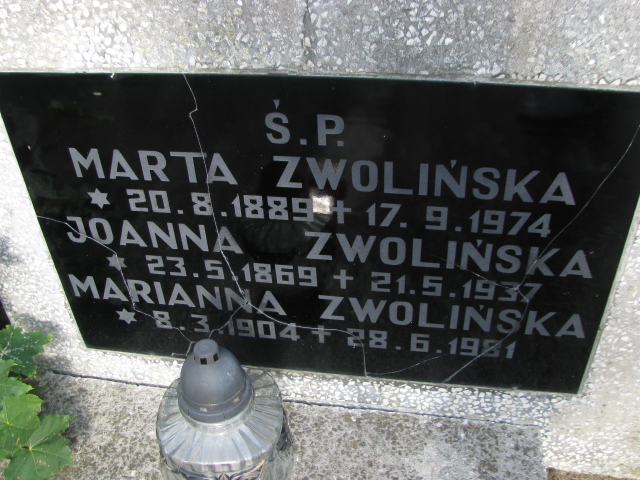 Ś.P.
MARTA ZWOLIŃSKA
* 20.8.1889 + 17.9.1974
JOANNA ZWOLIŃSKA
* 23.5.1869 + 21.5.1937
MARIANNA ZWOLIŃSKA
* 8.3.1904 + 28.6.1981